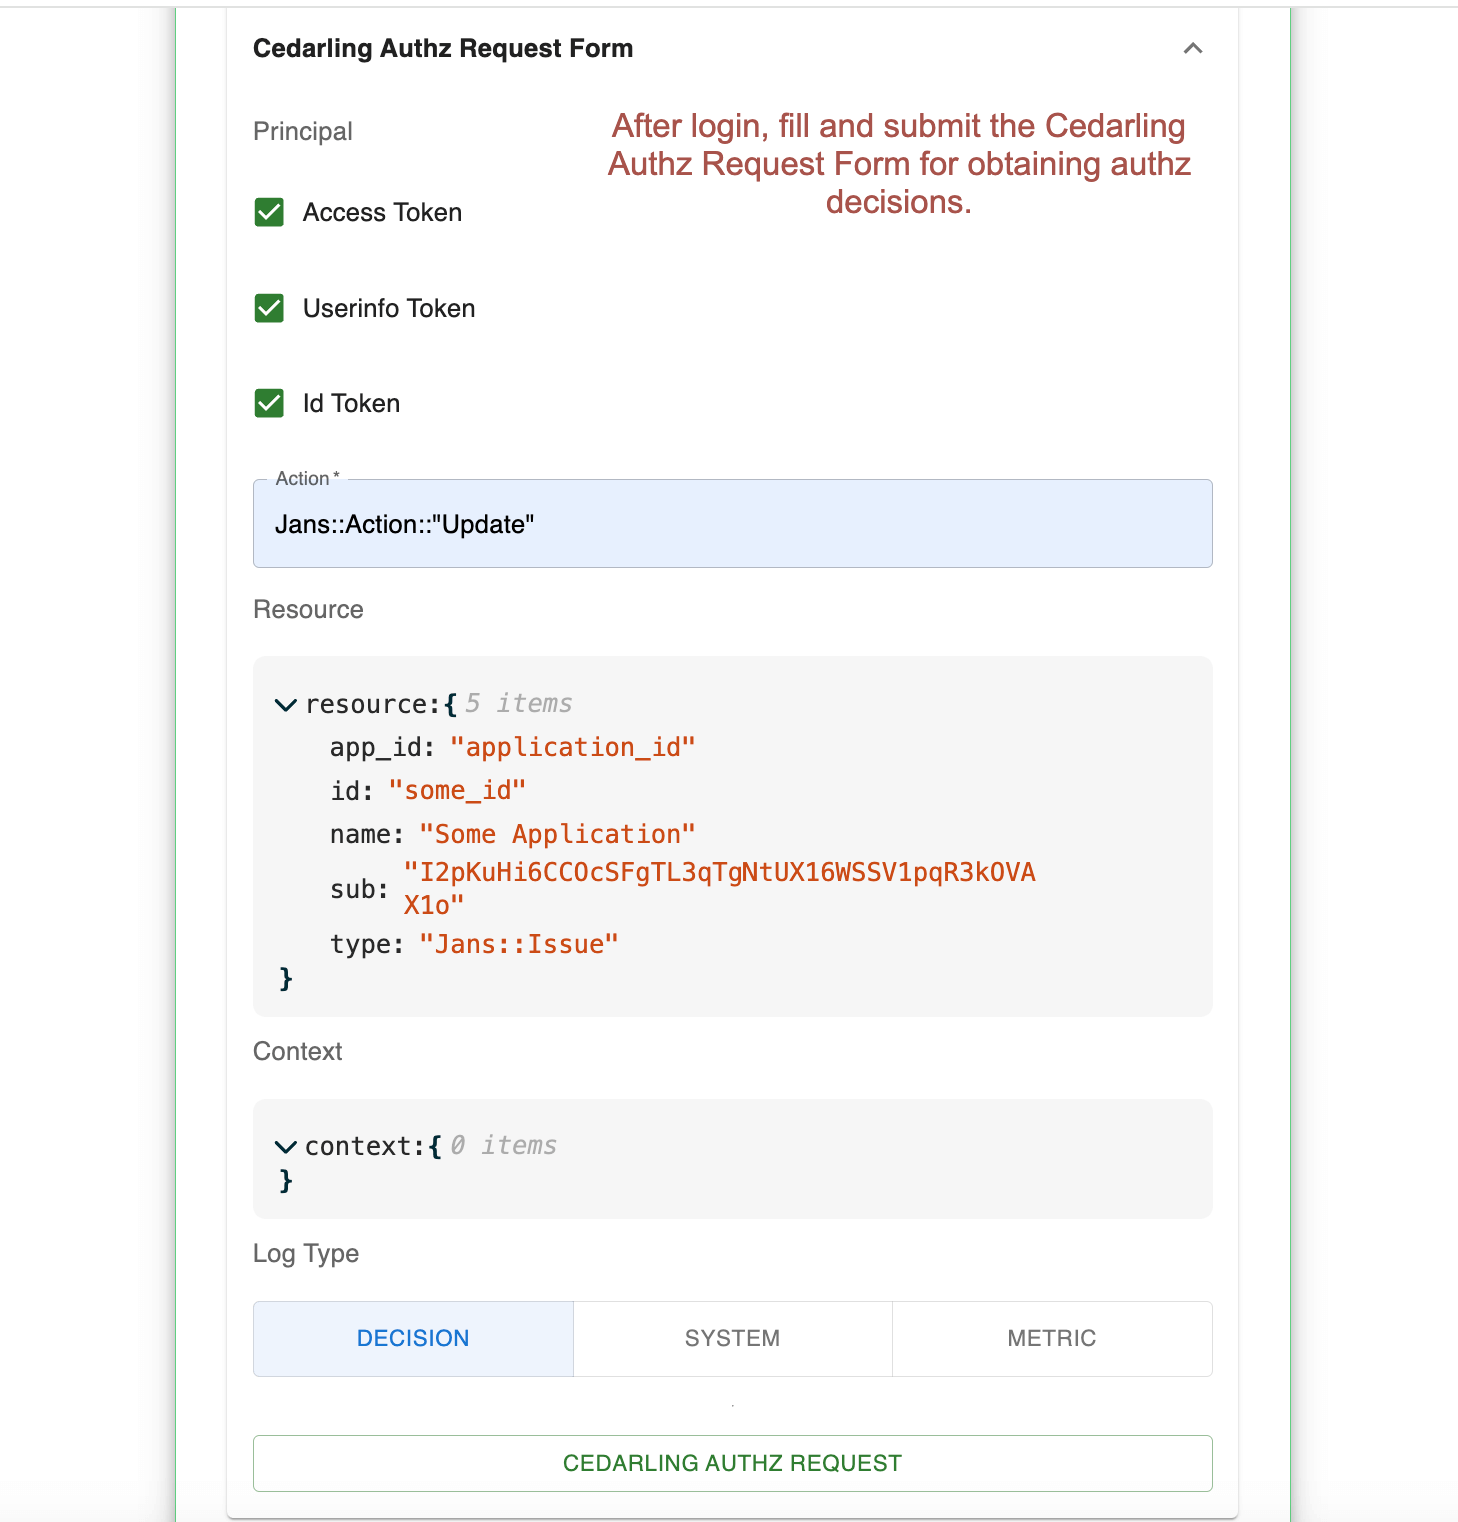 Cedarling Authz Request Form
Principal
After login, fill and submit the Cedarling
Authz Request Form for obtaining authz
decisions.
Access Token
Userinfo Token
Id Token
Action *
Jans::Action::"Update"
Resource
resource:{ 5 items
app_id: "application_id"
id: "some_id"
name: "Some Application"
sub: "I2pKuHi6CCOcSFgTL3qTgNtUX16WSSV1pqR3kOVA
X1o"
type: "Jans::Issue"
}
Context
context:{ 0 items
}
Log Type
DECISION
SYSTEM
METRIC
CEDARLING AUTHZ REQUEST